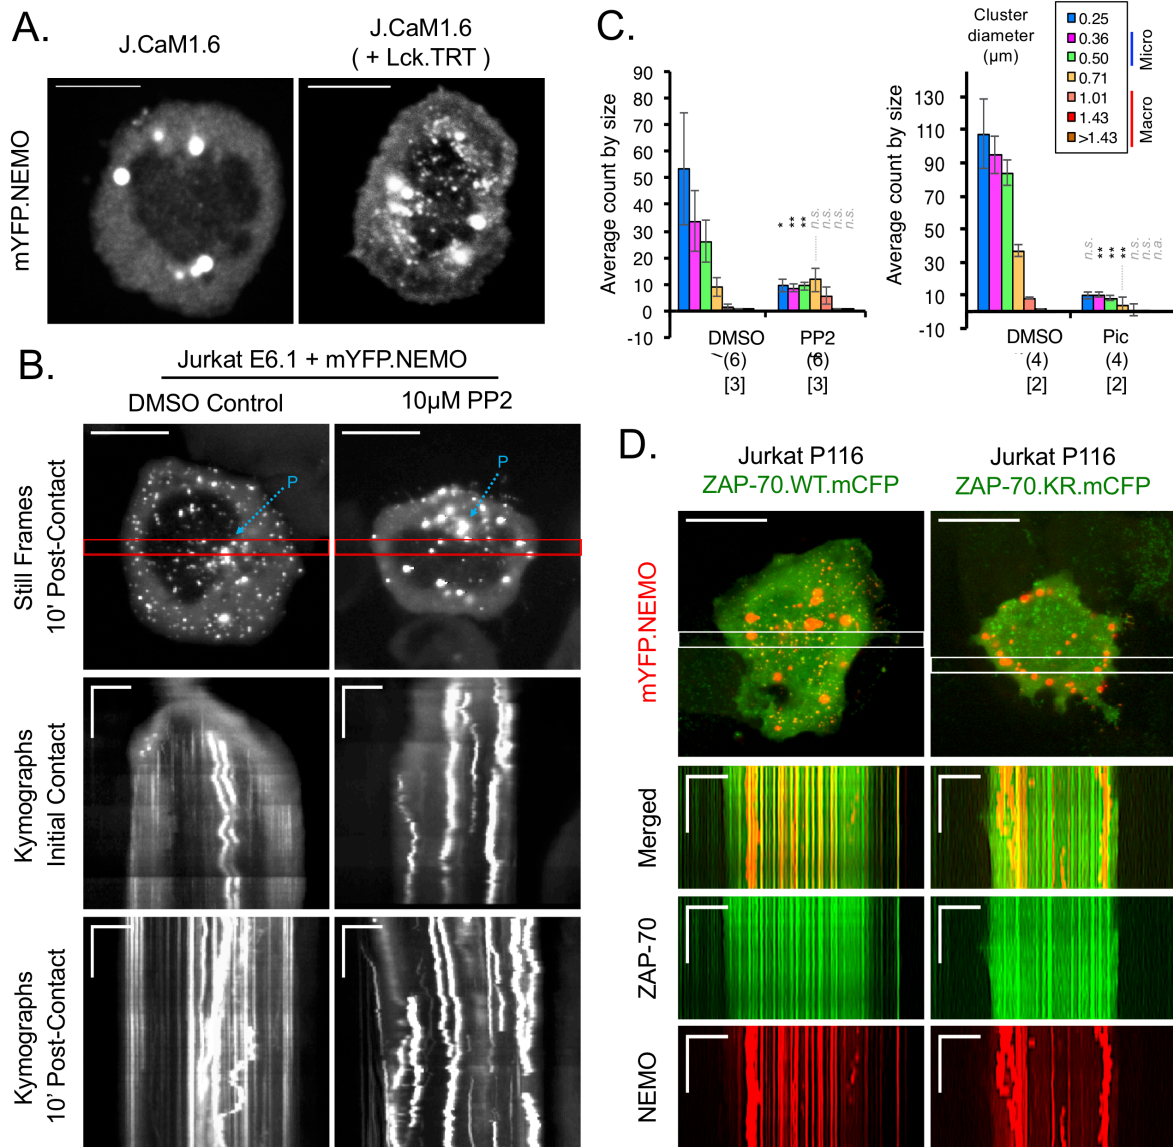 A.
J.CaM1.6
J.CaM1.6
( + Lck.TRT )
mYFP.NEMO
B.
Jurkat E6.1 + mYFP.NEMO
DMSO Control
10µM PP2
Still Frames
10' Post-Contact
P
P
Kymographs
Initial Contact
Kymographs
10' Post-Contact
C.
Average count by size
90
80
70
60
50
40
30
20
10
0
-10
*
**
**
n.s.
n.s.
n.s.
n.s.
DMSO
PP2
(6)
(6)
[3]
[3]
Cluster
diameter
(µm)
0.25
0.36
0.50
0.71
1.01
1.43
>1.43
Micro
Macro
Average count by size
130
110
90
70
50
30
10
-10
n.s.
**
**
**
n.s.
n.s.
n.a.
DMSO
Pic
(4)
(4)
[2]
[2]
D.
Jurkat P116
ZAP-70.WT.mCFP
Jurkat P116
ZAP-70.KR.mCFP
mYFP.NEMO
Merged
ZAP-70
NEMO